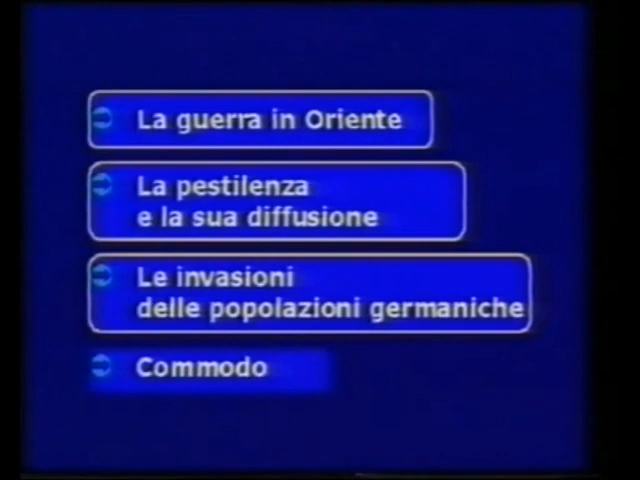 La guerra in Oriente
La pestilenza
e la sua diffusione
Le invasioni
delle popolazioni germaniche
Commodo